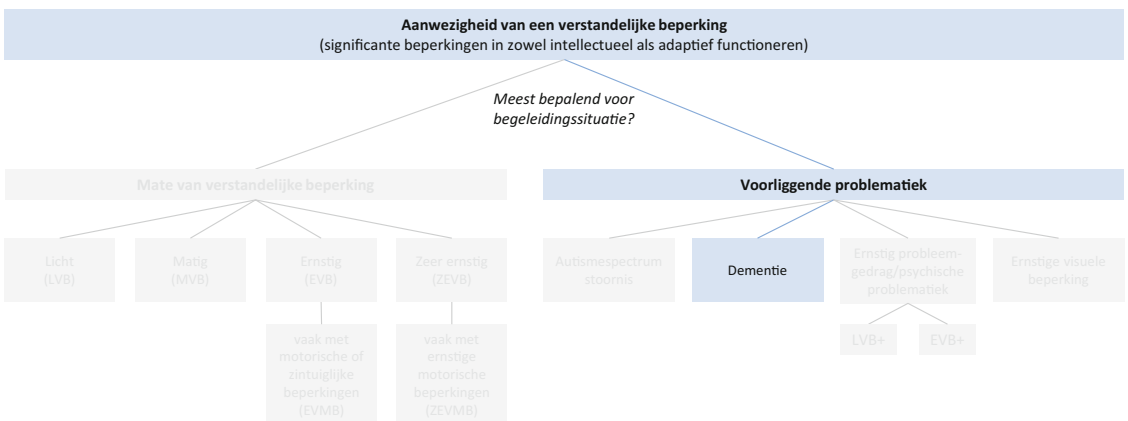 Aanwezigheid van een verstandelijke beperking
(significante beperkingen in zowel intellectueel als adaptief functioneren)
Meest bepalend voor
begeleidingssituatie?
Mate van verstandelijke beperking
Voorliggende problematiek
Licht
(LVB)
Matig
(MVB)
Ernstig
(EVB)
Zeer ernstig
(ZEVB)
Autismespectrum
stoornis
Dementie
Ernstig probleem-
gedrag/psychische
problematiek
Ernstige visuele
beperking
vaak met
motorische of
zintuiglijke
beperkingen
(EVMB)
vaak met
ernstige
motorische
beperkingen
(ZEVMB)
LVB+
EVB+